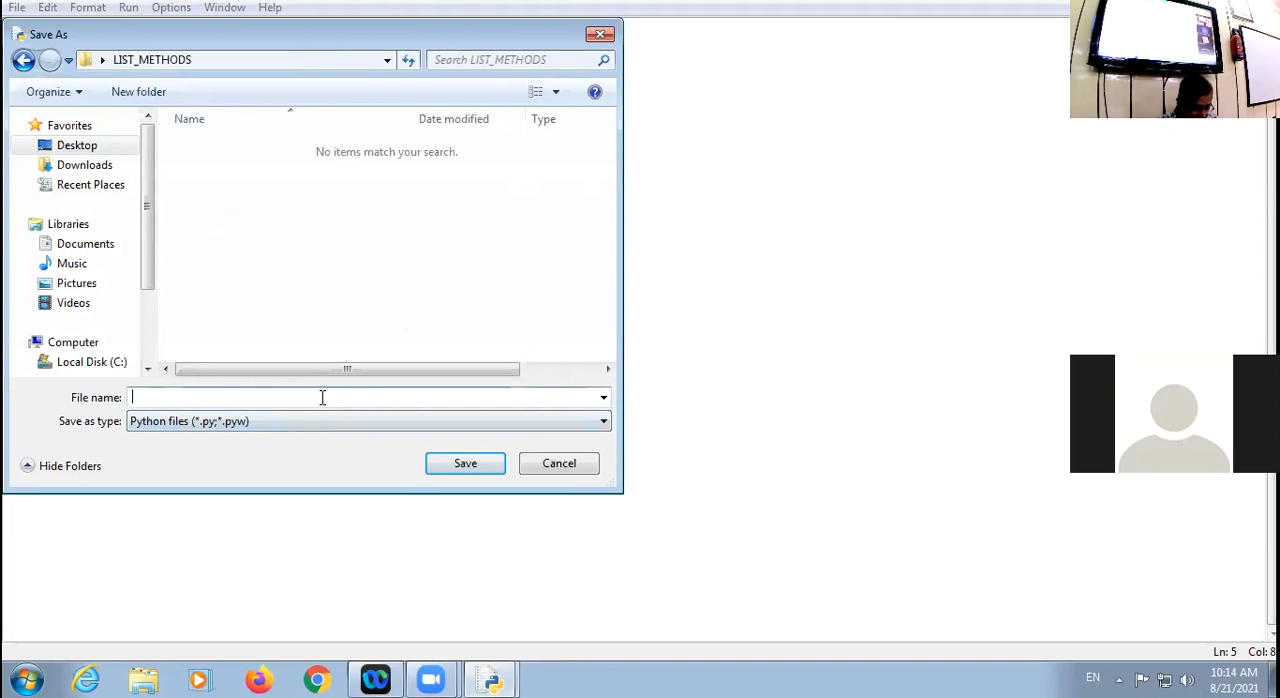 File Edit Format Run Options Window Help
Save As
LIST_METHODS
Search LIST_METHODS
Organize
New folder
Name
Date modified
Type
No items match your search.
Favorites
Desktop
Downloads
Recent Places
Libraries
Documents
Music
Pictures
Videos
Computer
Local Disk (C:)
File name:
Save as type: Python files (*.py;*.pyw)
Hide Folders
Save
Cancel
Ln: 5 Col: 8
EN
10:14 AM
8/21/2021